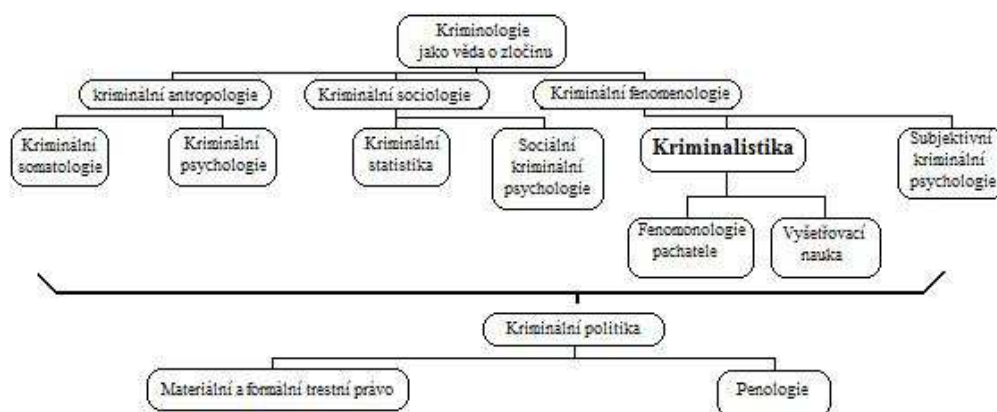 Kriminologie
jako věda o zločinu
kriminální antropologie
Kriminální sociologie
Kriminální fenomenologie
Kriminální
somatologie
Kriminální
psychologie
Kriminální
statistika
Sociální
kriminální
psychologie
Kriminalistika
Subjektivní
kriminální
psychologie
Fenomonologie
pachatele
Vyšetřovací
nauka
Kriminální politika
Materiální a formální trestní právo
Penologie